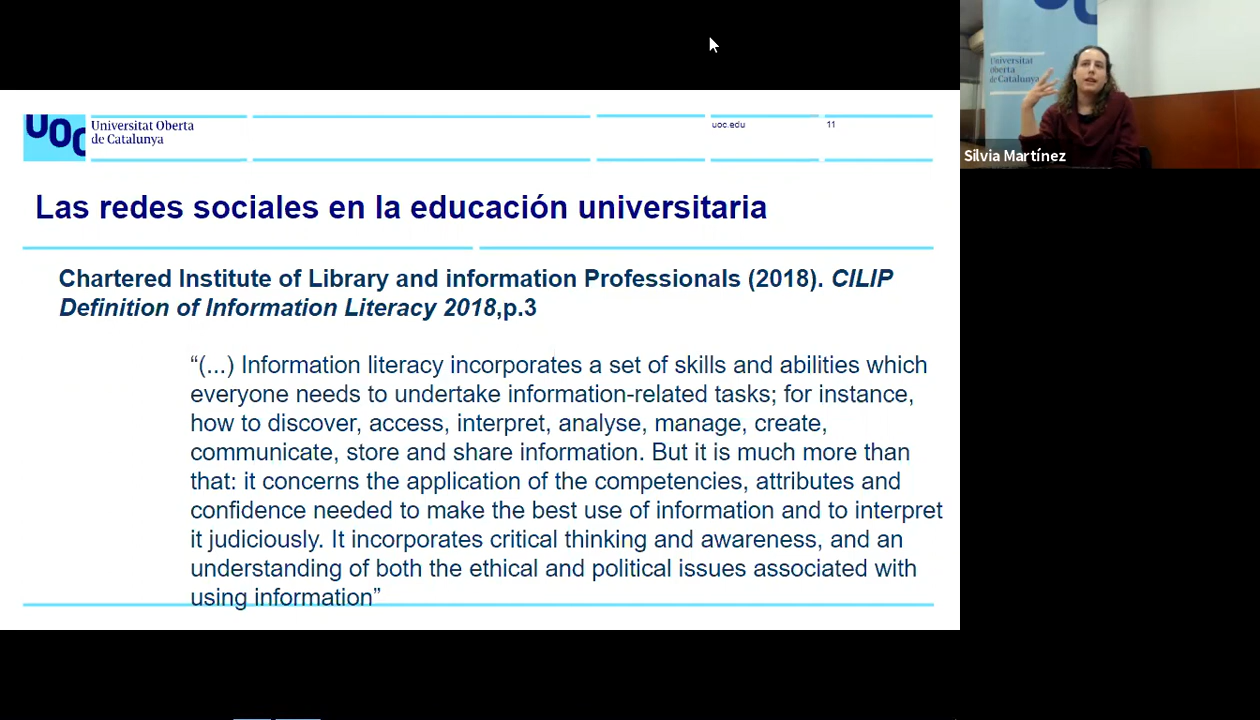 UOC
Universitat Oberta
de Catalunya
uoc.edu
11
Las redes sociales en la educación universitaria
Chartered Institute of Library and information Professionals (2018). CILIP
Definition of Information Literacy 2018,p.3
“(...) Information literacy incorporates a set of skills and abilities which
everyone needs to undertake information-related tasks; for instance,
how to discover, access, interpret, analyse, manage, create,
communicate, store and share information. But it is much more than
that: it concerns the application of the competencies, attributes and
confidence needed to make the best use of information and to interpret
it judiciously. It incorporates critical thinking and awareness, and an
understanding of both the ethical and political issues associated with
using information”
Universitat
Oberta
de Catalunya
Silvia Martínez